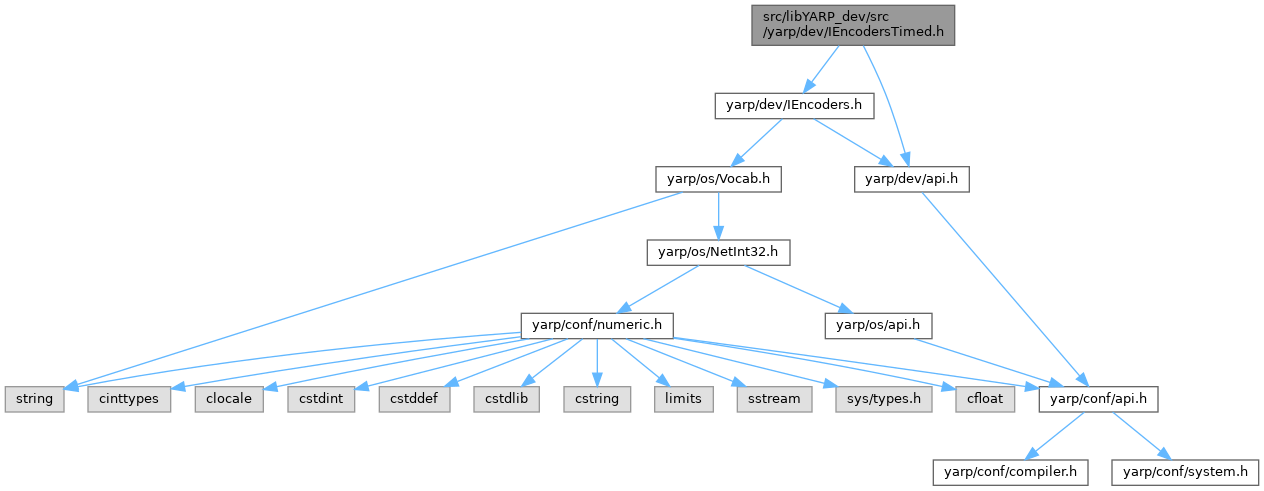 src/libYARP_dev/src
/yarp/dev/IEncodersTimed.h
yarp/dev/IEncoders.h
yarp/os/Vocab.h
yarp/dev/api.h
yarp/os/NetInt32.h
yarp/conf/numeric.h
yarp/os/api.h
string
cinttypes
clocale
cstdint
cstddef
cstdlib
cstring
limits
sstream
sys/types.h
cfloat
yarp/conf/api.h
yarp/conf/compiler.h
yarp/conf/system.h